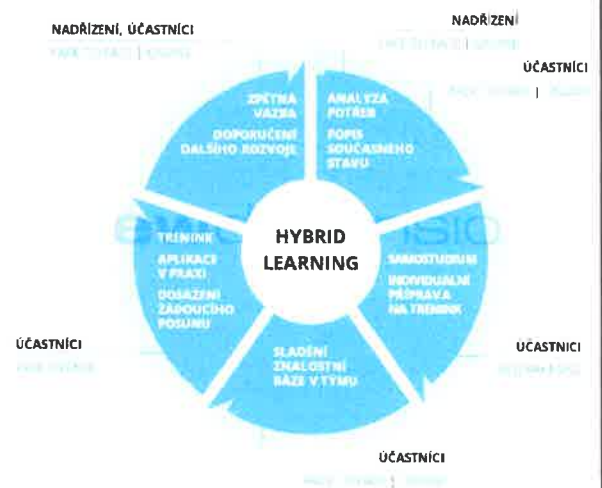 NADŘÍZENÍ, ÚČASTNÍCI
NADŘÍZENÍ
ÚČASTNÍCI
ZPĚTNÁ
VAZBA
DOPORUČENÍ
DALŠÍHO ROZVOJE
ANALÝZA
POTŘEB
POPIS
SOUČASNÉHO
STAVU
HYBRID
LEARNING
TRÉNINK
APLIKACE
V PRAXI
DOSAŽENÍ
ŽÁDOUCÍHO
POSUNU
SAMOSTUDIUM
INDIVIDUÁLNÍ
PŘÍPRAVA
NA TRÉNINK
SLADĚNÍ
ZNALOSTNÍ
BÁZE V TÝMU
ÚČASTNÍCI
ÚČASTNÍCI
ÚČASTNÍCI